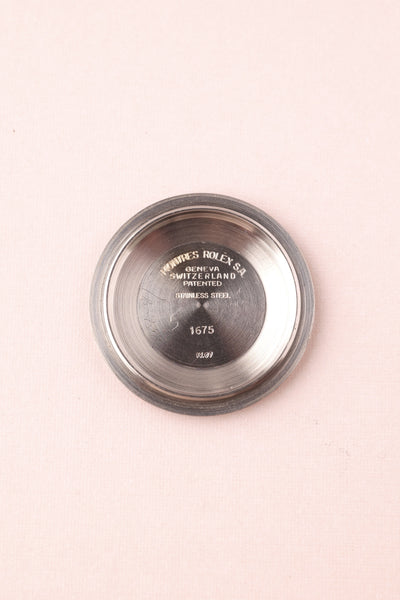 MONTRES ROLEX S.A.
GENEVA
SWITZERLAND
PATENTED
STAINLESS STEEL
1675